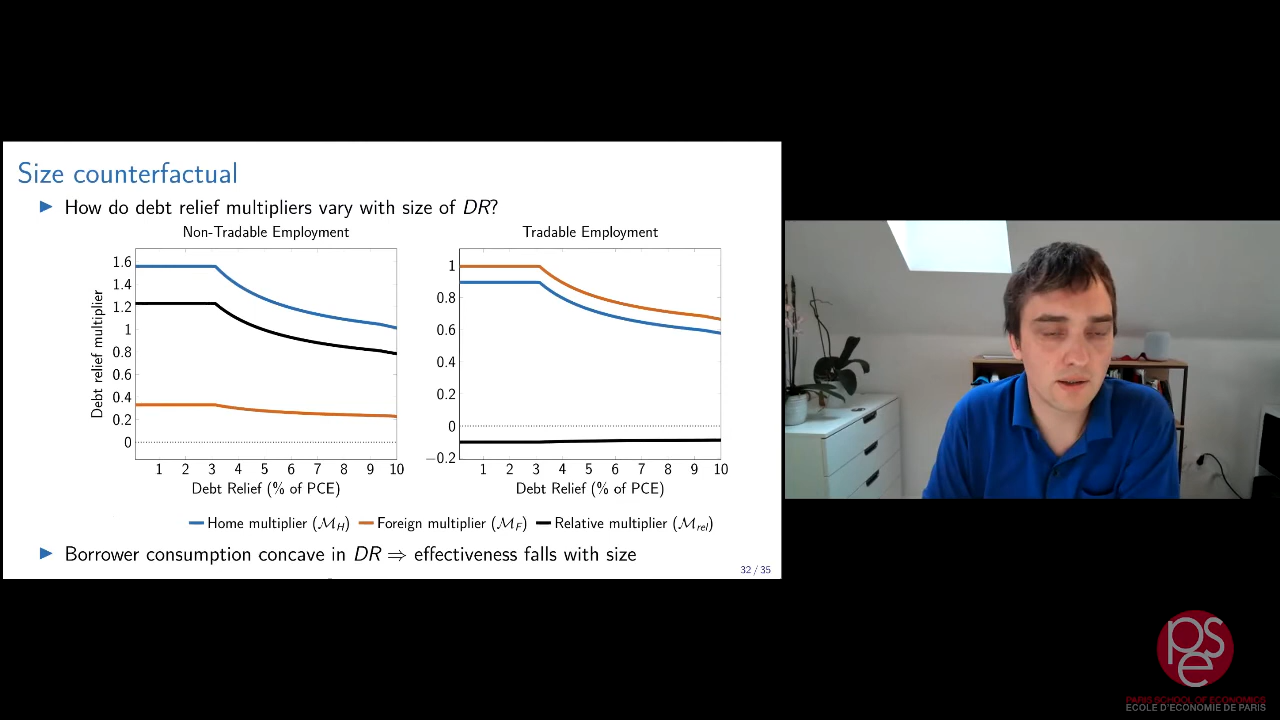 Size counterfactual
▶ How do debt relief multipliers vary with size of DR?
Non-Tradable Employment
Debt relief multiplier
1.6
1.4
1.2
1
0.8
0.6
0.4
0.2
0
1 2 3 4 5 6 7 8 9 10
Debt Relief (% of PCE)
Tradable Employment
1
0.8
0.6
0.4
0.2
0
−0.2
1 2 3 4 5 6 7 8 9 10
Debt Relief (% of PCE)
Home multiplier (ℳ_H) Foreign multiplier (ℳ_F) Relative multiplier (ℳ_rel)
▶ Borrower consumption concave in DR ⇒ effectiveness falls with size
32 / 35
pse
PARIS SCHOOL OF ECONOMICS
ECOLE D'ECONOMIE DE PARIS